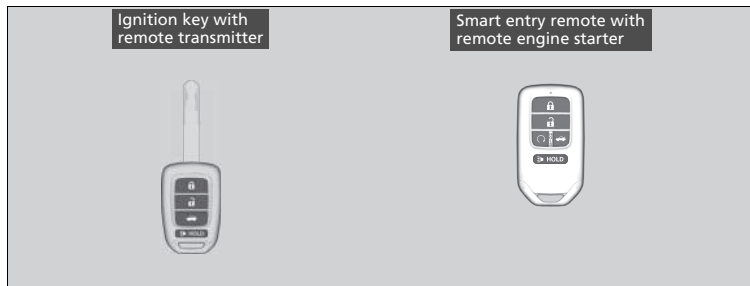 Ignition key with
remote transmitter
Smart entry remote with
remote engine starter
HOLD
HOLD